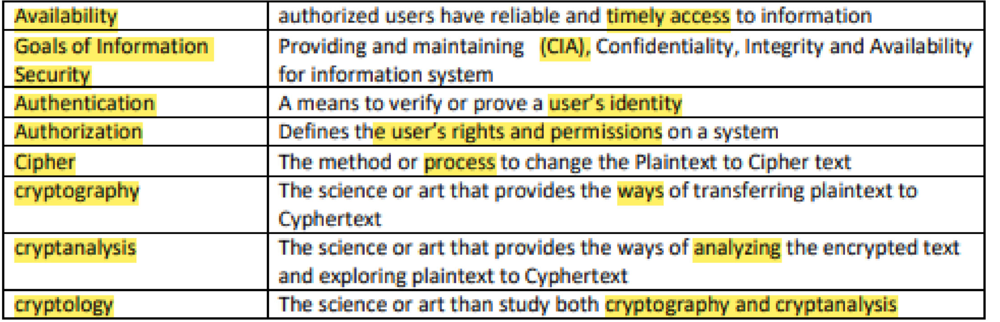 Availability
authorized users have reliable and timely access to information
Goals of Information
Security
Providing and maintaining (CIA), Confidentiality, Integrity and Availability
for information system
Authentication
A means to verify or prove a user's identity
Authorization
Defines the user's rights and permissions on a system
Cipher
The method or process to change the Plaintext to Cipher text
cryptography
The science or art that provides the ways of transferring plaintext to
Cyphertext
cryptanalysis
The science or art that provides the ways of analyzing the encrypted text
and exploring plaintext to Cyphertext
cryptology
The science or art than study both cryptography and cryptanalysis